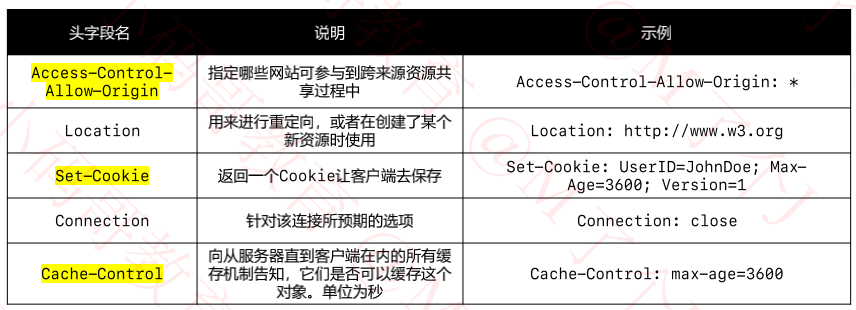 头字段名 说明 示例
Access-Control-
Allow-Origin
指定哪些网站可参与到跨来源资源共
享过程中
Access-Control-Allow-Origin: *
Location
用来进行重定向，或者在创建了某个
新资源时使用
Location: http://www.w3.org
Set-Cookie
返回一个Cookie让客户端去保存
Set-Cookie: UserID=JohnDoe; Max-
Age=3600; Version=1
Connection
针对该连接所预期的选项
Connection: close
Cache-Control
向从服务器直到客户端在内的所有缓
存机制告知，它们是否可以缓存这个
对象。单位为秒
Cache-Control: max-age=3600